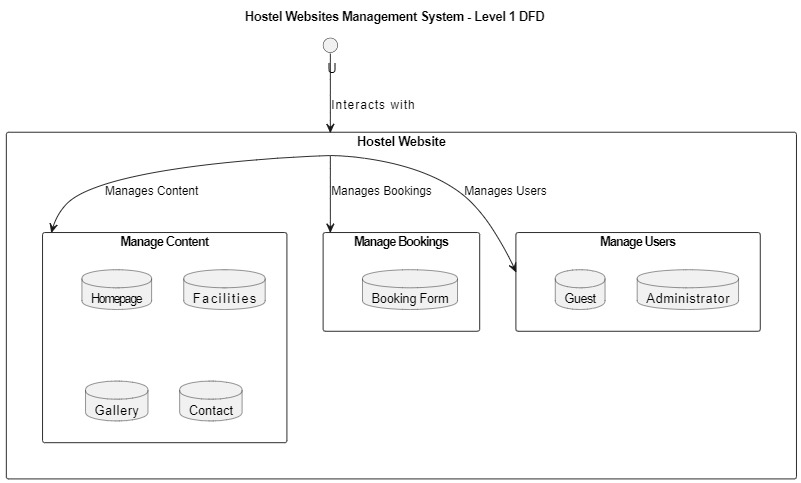 Hostel Websites Management System - Level 1 DFD
U
Interacts with
Hostel Website
Manages Content
Manages Bookings
Manages Users
Manage Content
Manage Bookings
Manage Users
Homepage
Facilities
Booking Form
Guest
Administrator
Gallery
Contact